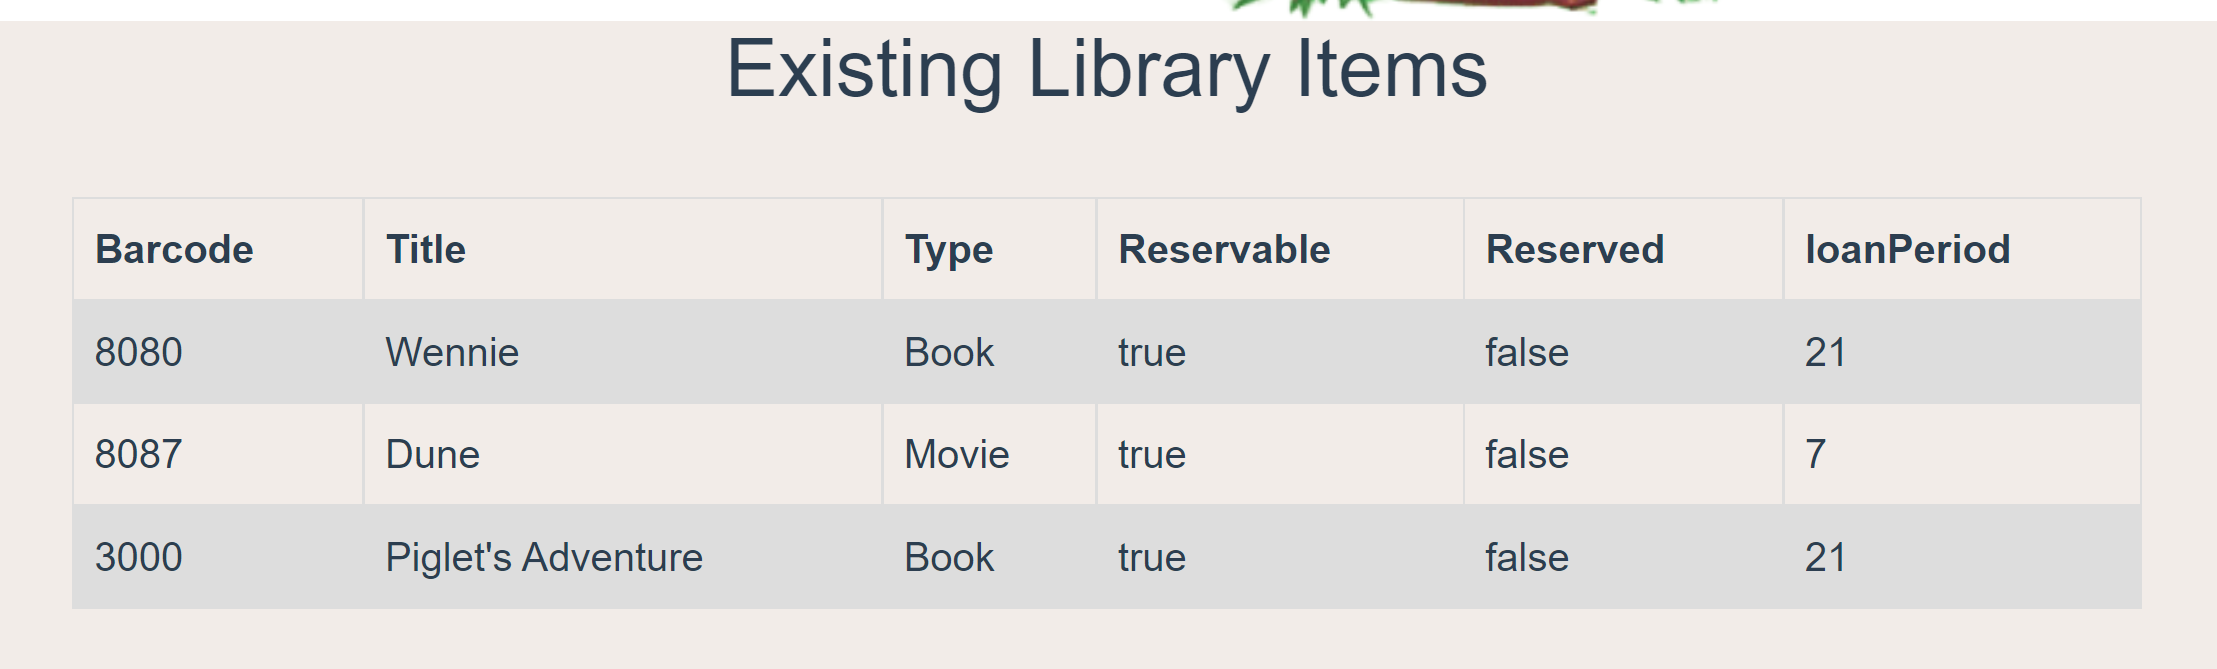 Existing Library Items
Barcode Title Type Reservable Reserved loanPeriod
8080 Wennie Book true false 21
8087 Dune Movie true false 7
3000 Piglet's Adventure Book true false 21